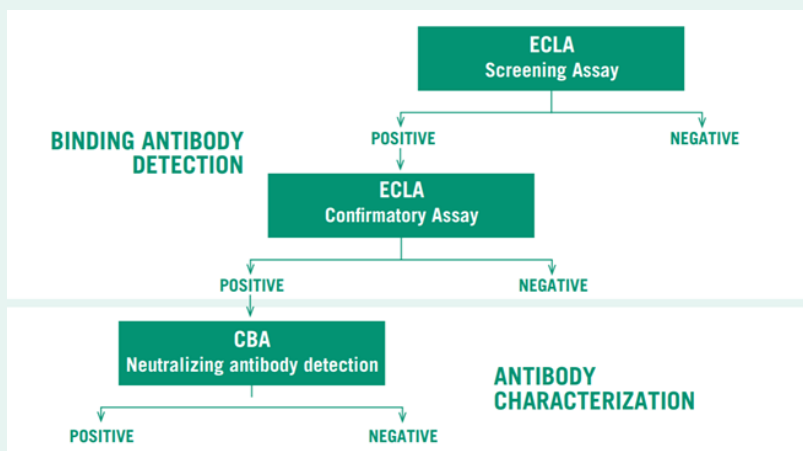 ECLA
Screening Assay
POSITIVE
NEGATIVE
BINDING ANTIBODY
DETECTION
ECLA
Confirmatory Assay
POSITIVE
NEGATIVE
CBA
Neutralizing antibody detection
ANTIBODY
CHARACTERIZATION
POSITIVE
NEGATIVE